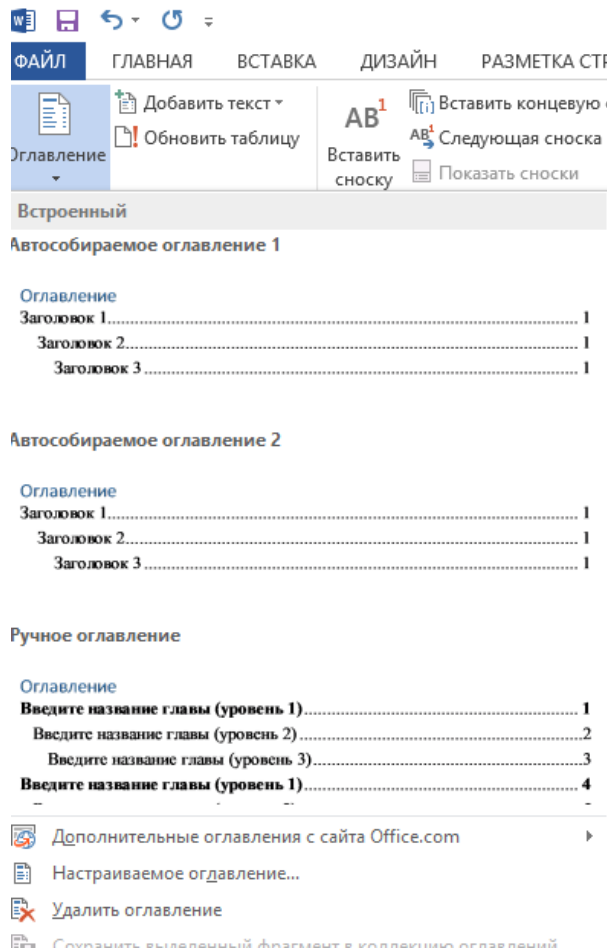 ФАЙЛ ГЛАВНАЯ ВСТАВКА ДИЗАЙН РАЗМЕТКА СТР
Оглавление
Добавить текст
Обновить таблицу
AB1
Вставить
сноску
Вставить концевую
Следующая сноска
Показать сноски
Встроенный
Автособираемое оглавление 1
Оглавление
Заголовок 1 1
Заголовок 2 1
Заголовок 3 1
Автособираемое оглавление 2
Оглавление
Заголовок 1 1
Заголовок 2 1
Заголовок 3 1
Ручное оглавление
Оглавление
Введите название главы (уровень 1) 1
Введите название главы (уровень 2) 2
Введите название главы (уровень 3) 3
Введите название главы (уровень 1) 4
Дополнительные оглавления с сайта Office.com
Настраиваемое оглавление...
Удалить оглавление
Сохранить выделенный фрагмент в коллекцию оглавлений